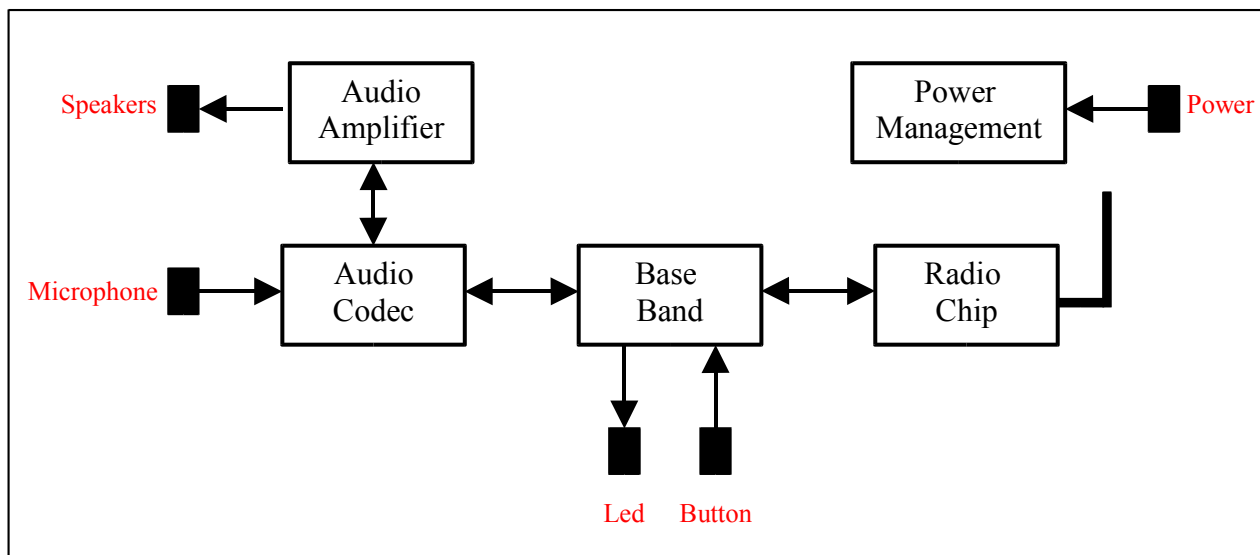 Speakers
Audio
Amplifier
Power
Management
Power
Microphone
Audio
Codec
Base
Band
Radio
Chip
Led
Button